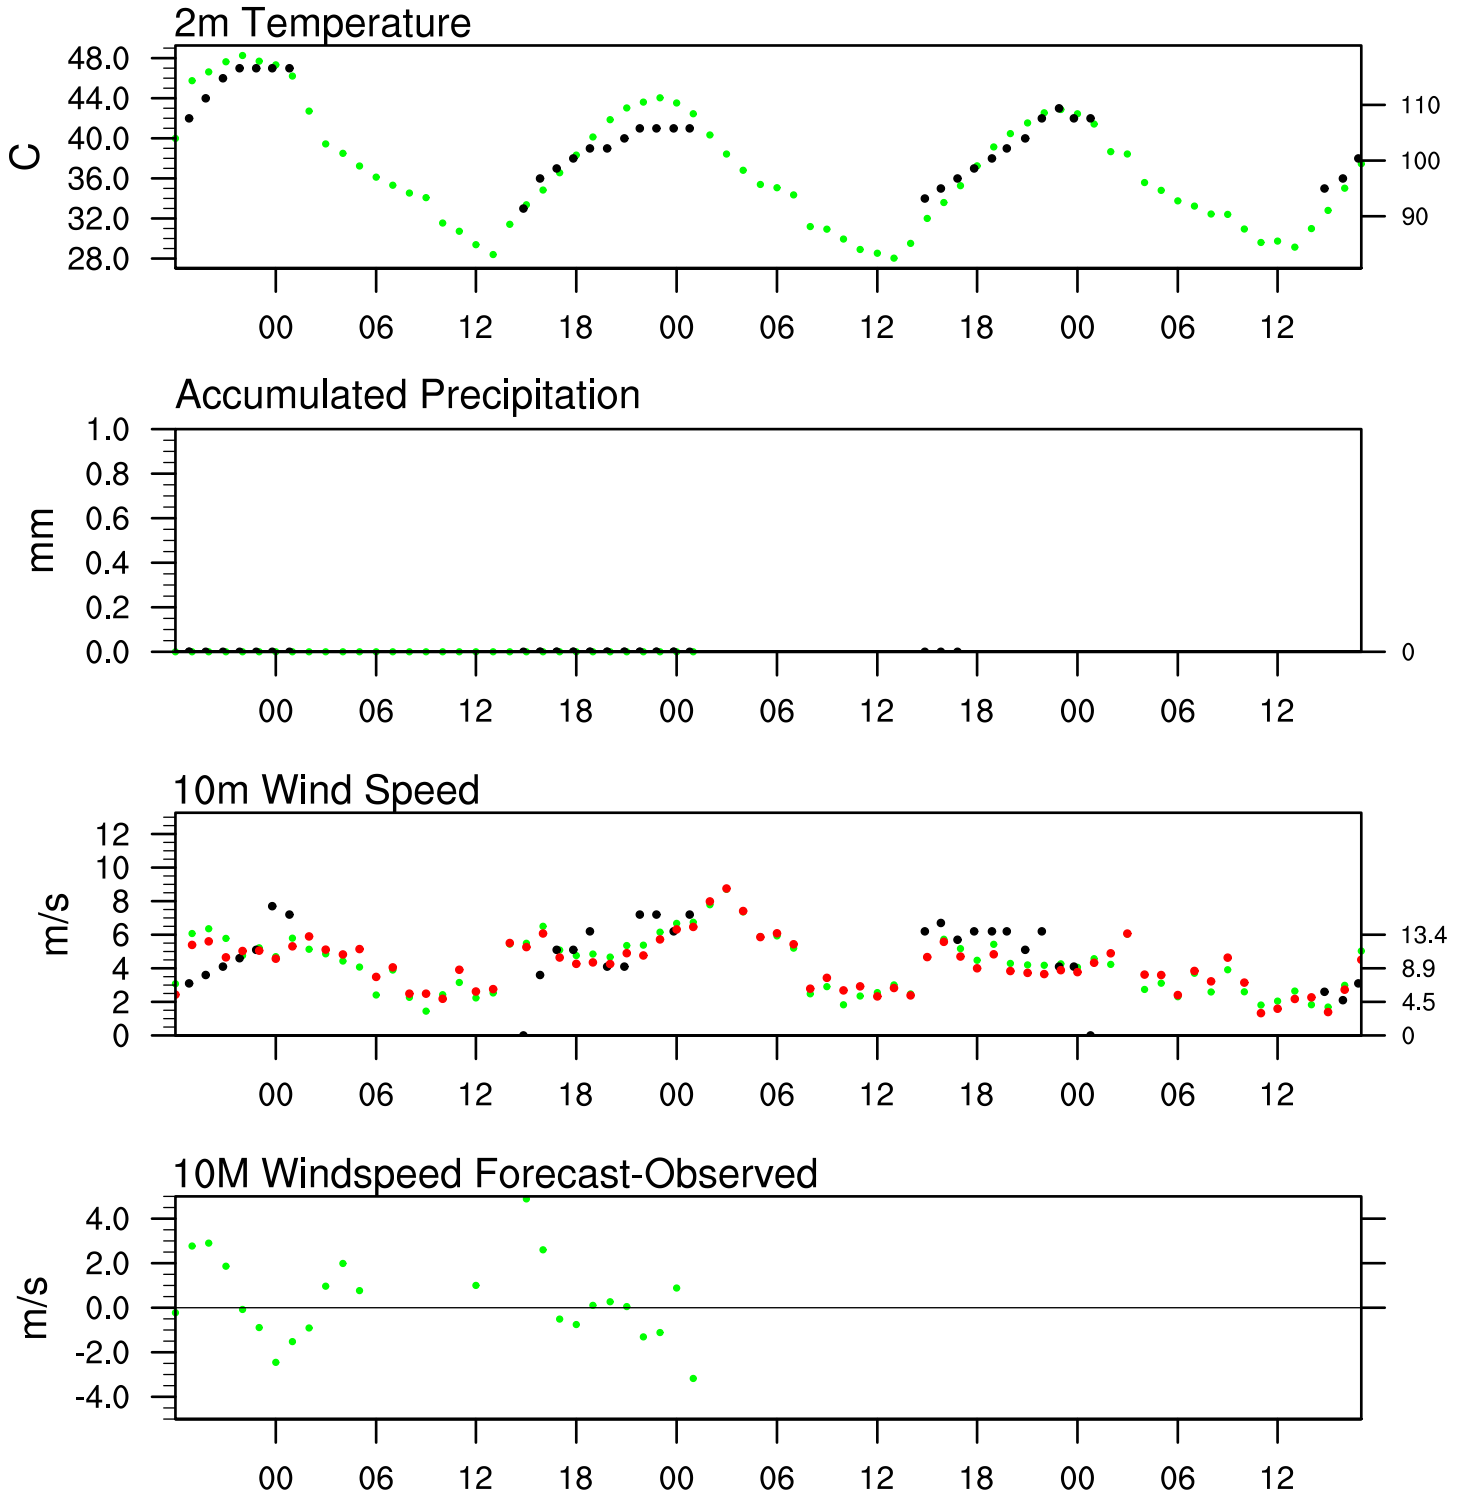 2m Temperature
48.0
44.0
40.0
36.0
32.0
28.0
C
110
100
90
00 06 12 18 00 06 12 18 00 06 12
Accumulated Precipitation
1.0
0.8
0.6
0.4
0.2
0.0
mm
0
00 06 12 18 00 06 12 18 00 06 12
10m Wind Speed
12
10
8
6
4
2
0
m/s
13.4
8.9
4.5
0
00 06 12 18 00 06 12 18 00 06 12
10M Windspeed Forecast-Observed
4.0
2.0
0.0
-2.0
-4.0
m/s
00 06 12 18 00 06 12 18 00 06 12